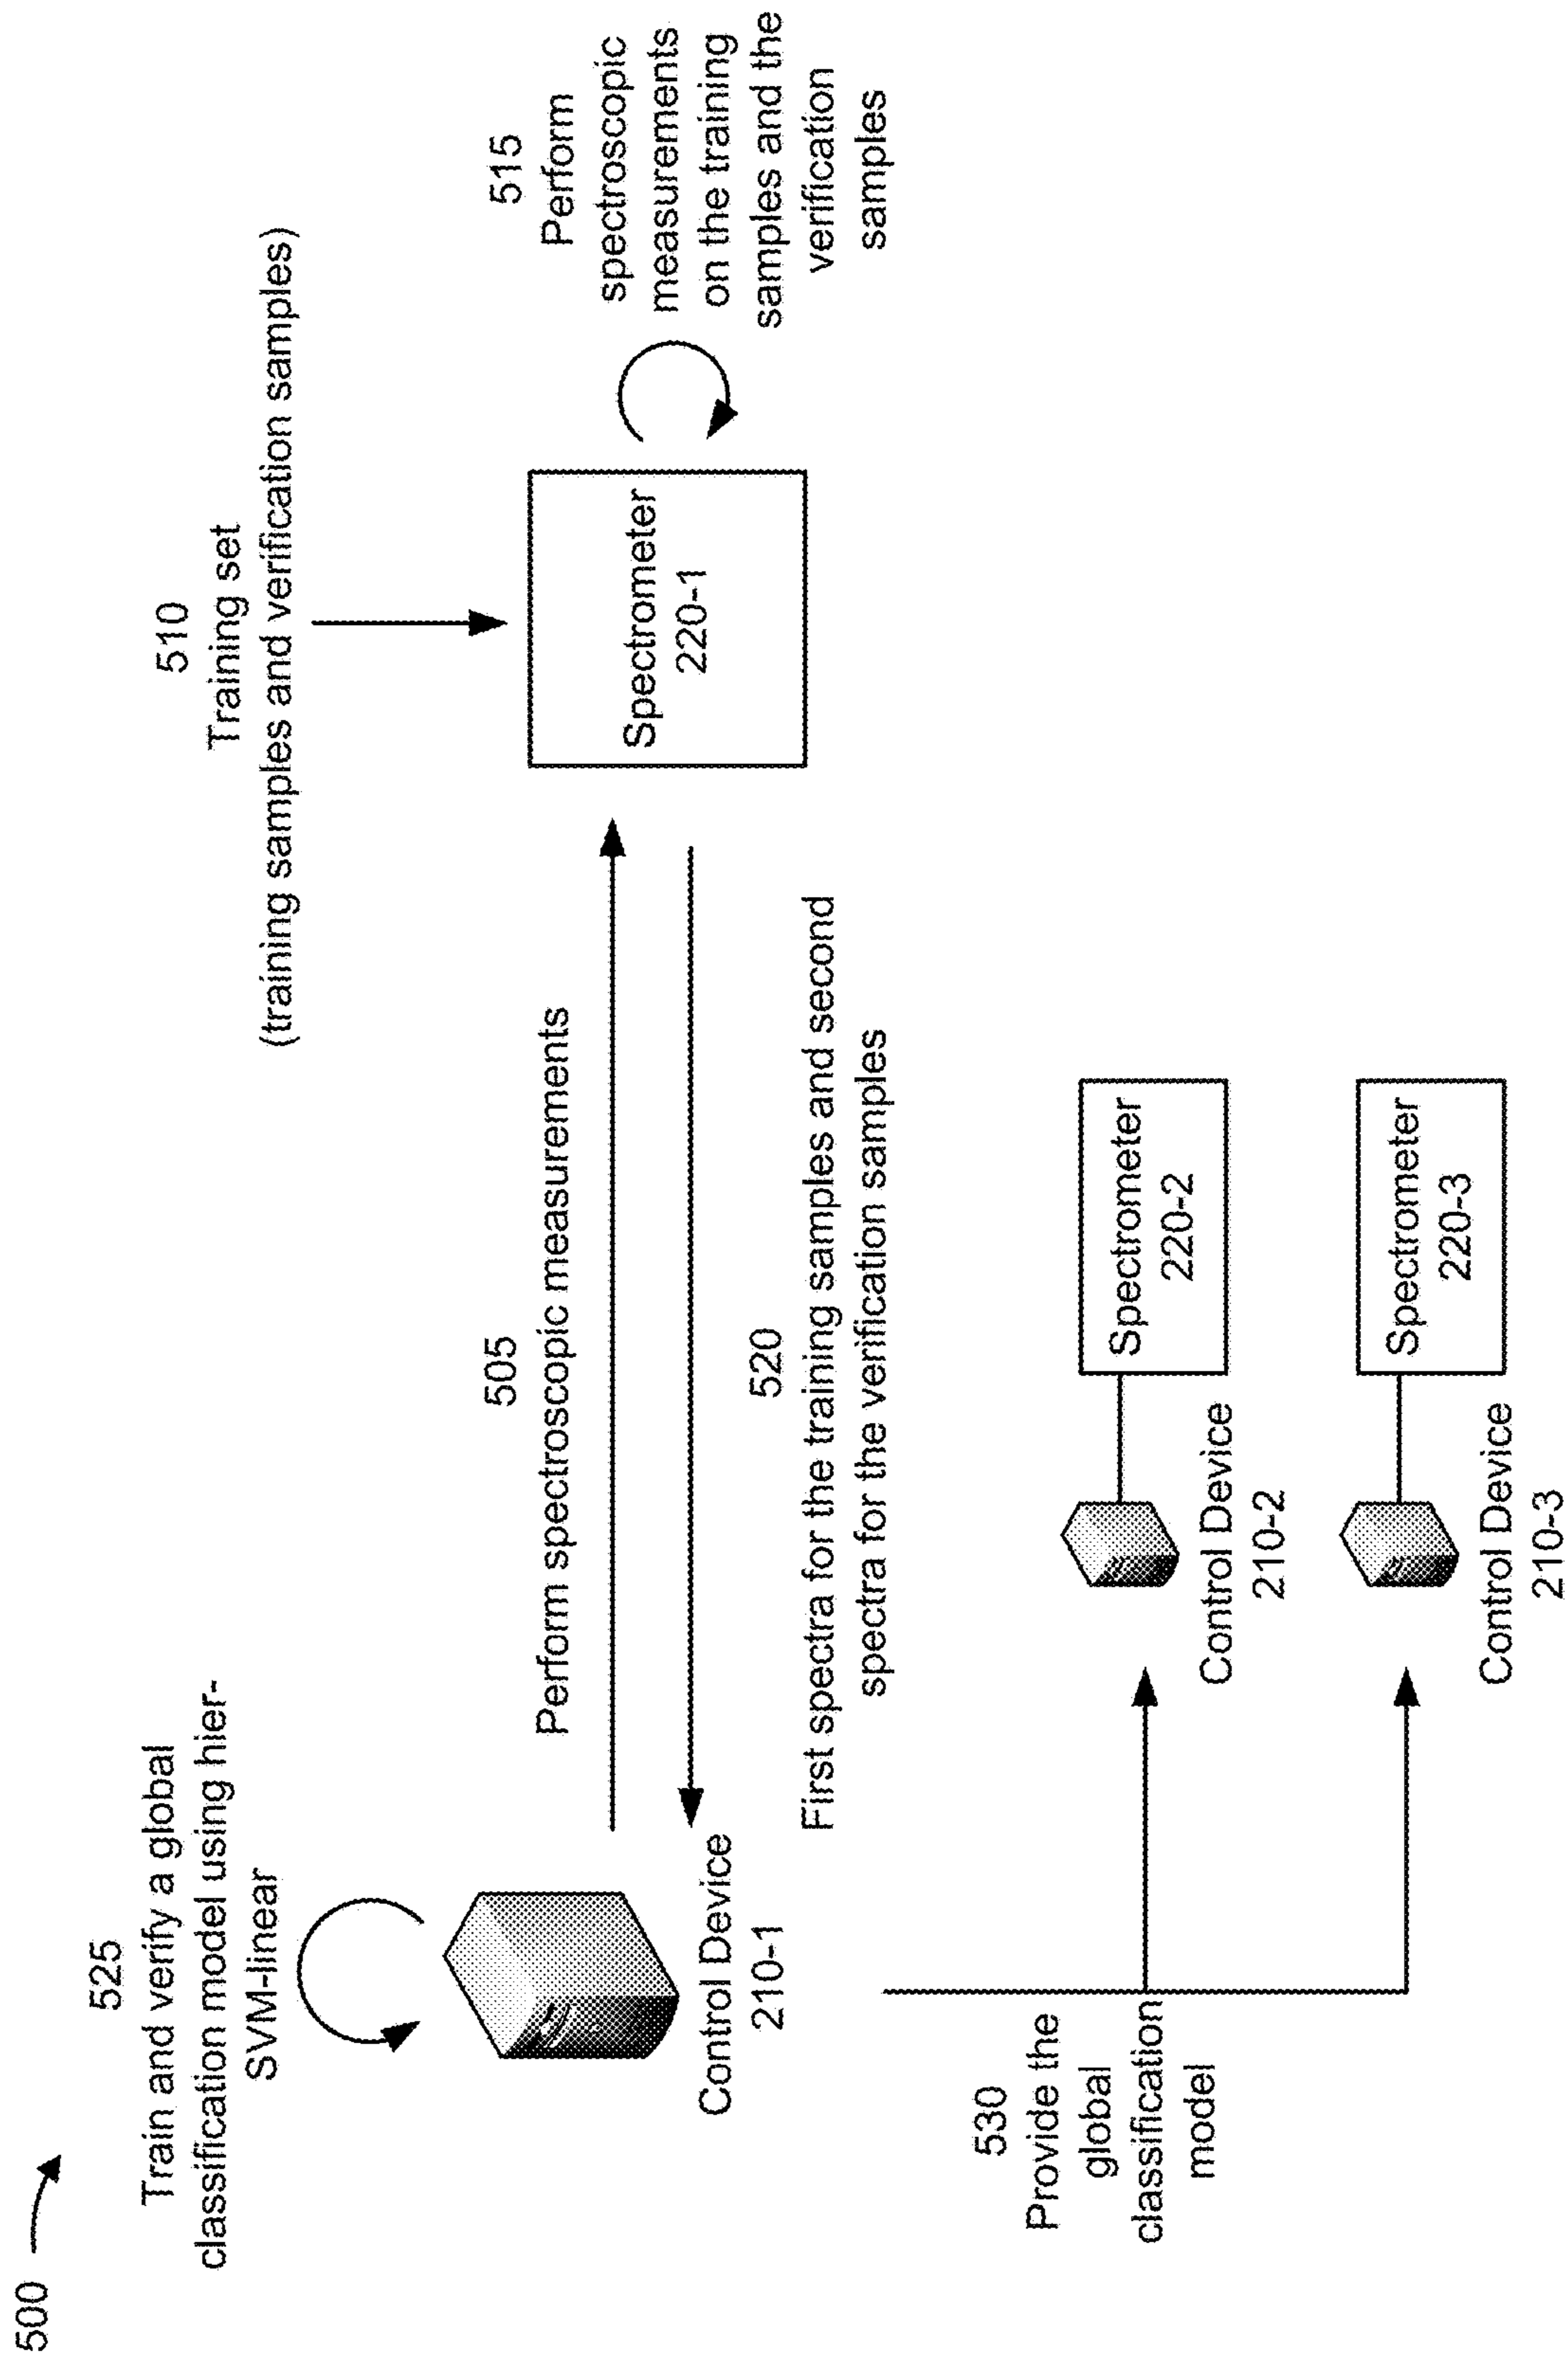 500
525
Train and verify a global
classification model using hier-
SVM-linear
Control Device
210-1
505
Perform spectroscopic measurements
520
First spectra for the training samples and second
spectra for the verification samples
510
Training set
(training samples and verification samples)
Spectrometer
220-1
515
Perform
spectroscopic
measurements
on the training
samples and the
verification
samples
530
Provide the
global
classification
model
Control Device
210-2
Spectrometer
220-2
Control Device
210-3
Spectrometer
220-3